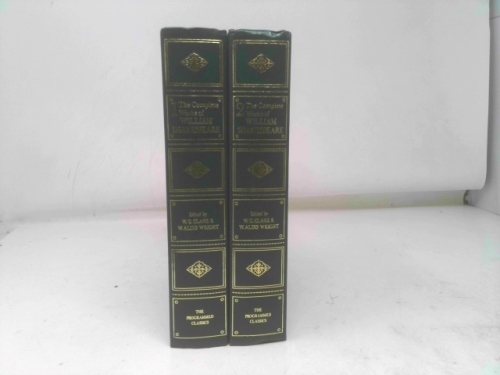 The Complete
Works of
WILLIAM
SHAKESPEARE
Edited by
W.G. CLARK &
W. ALDIS WRIGHT
THE
PROGRAMMED
CLASSICS
2 The Complete
Works of
WILLIAM
SHAKESPEARE
Edited by
W.G. CLARK &
W. ALDIS WRIGHT
THE
PROGRAMMED
CLASSICS